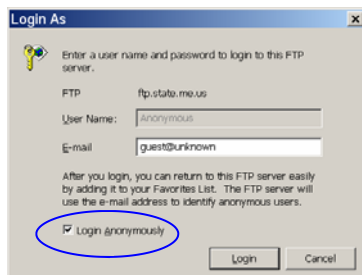 Login As
Enter a user name and password to login to this FTP
server.
FTP ftp.state.me.us
User Name: Anonymous
E-mail guest@unknown
After you login, you can return to this FTP server easily
by adding it to your Favorites List. The FTP server will
use the e-mail address to identify anonymous users.
Login Anonymously
Login Cancel